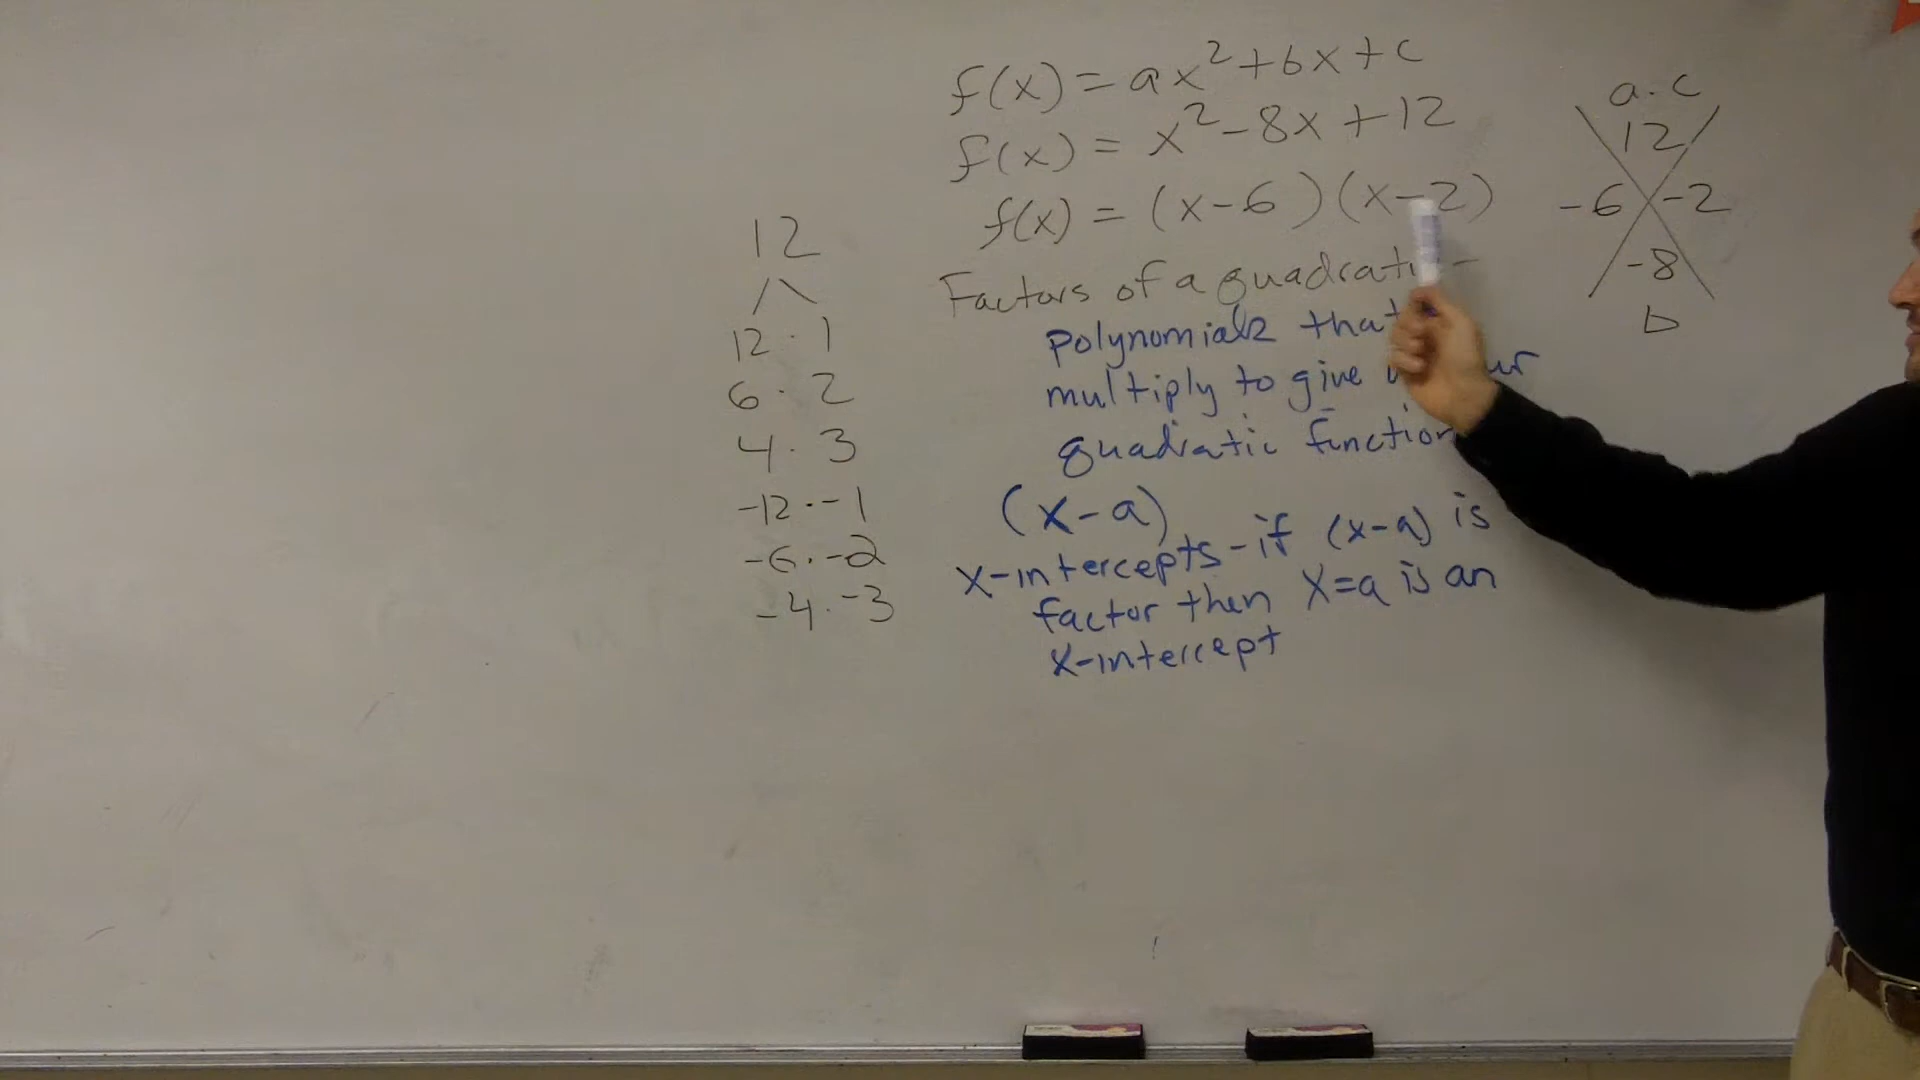 f(x) = ax²+bx+c
f(x) = x²-8x+12
f(x) = (x-6)(x-2)
a·c
12
-6 -2
-8
b
12
12 · 1
6 · 2
4 · 3
-12 · -1
-6 · -2
-4 · -3
Factors of a quadratic-
polynomials that
multiply to give
quadratic function
(x-a)
x-intercepts-if (x-a) is
factor then x=a is an
x-intercept